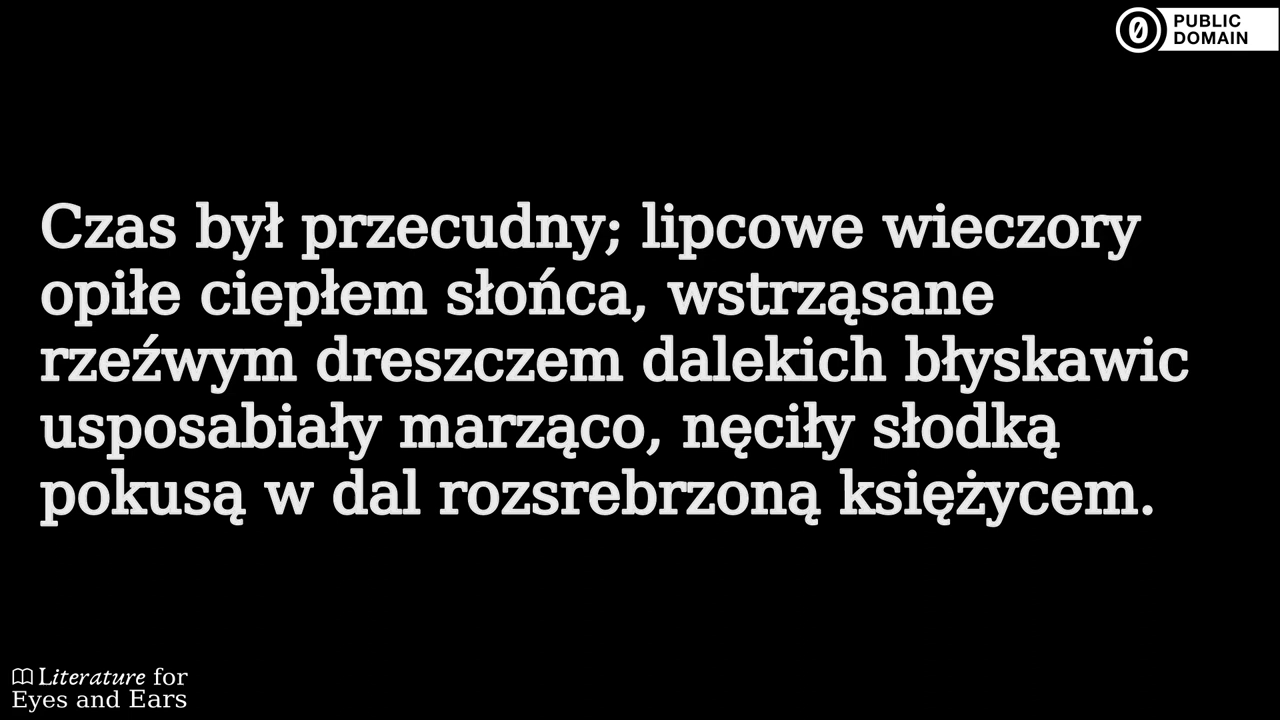 PUBLIC
DOMAIN
Czas był przecudny; lipcowe wieczory
opiłe ciepłem słońca, wstrząsane
rzeźwym dreszczem dalekich błyskawic
usposabiały marząco, nęciły słodką
pokusą w dal rozsrebrzoną księżycem.
Literature for
Eyes and Ears